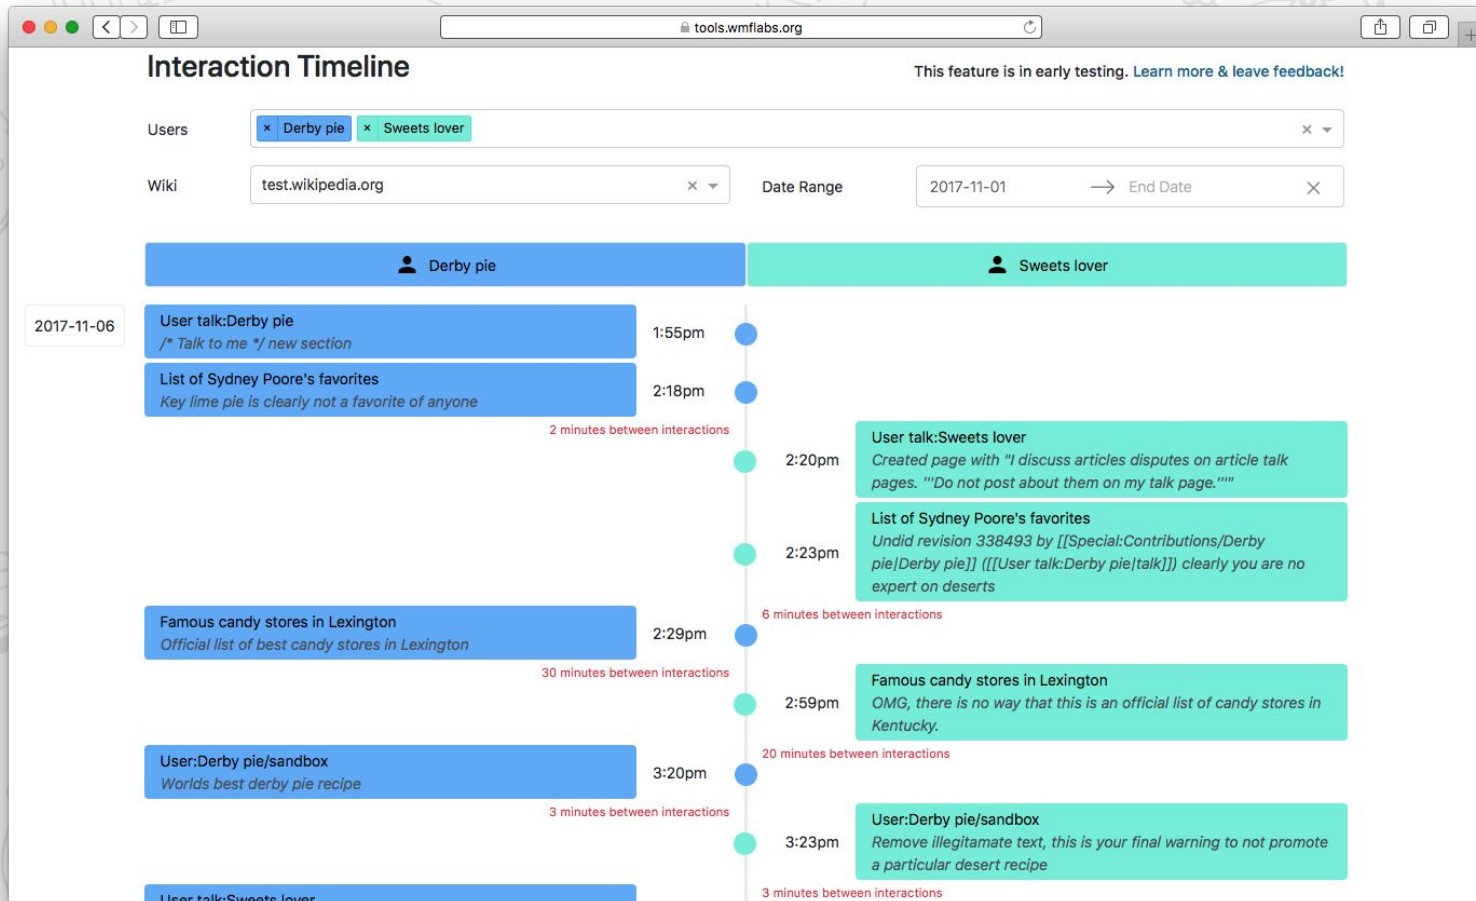 tools.wmflabs.org
Interaction Timeline
This feature is in early testing. Learn more & leave feedback!
Users
× Derby pie × Sweets lover
Wiki
test.wikipedia.org
Date Range
2017-11-01 → End Date
Derby pie
Sweets lover
2017-11-06
User talk:Derby pie
/* Talk to me */ new section
1:55pm
List of Sydney Poore's favorites
Key lime pie is clearly not a favorite of anyone
2:18pm
2 minutes between interactions
2:20pm
User talk:Sweets lover
Created page with "I discuss articles disputes on article talk
pages. '''Do not post about them on my talk page.'''"
2:23pm
List of Sydney Poore's favorites
Undid revision 338493 by [[Special:Contributions/Derby
pie|Derby pie]] ([[User talk:Derby pie|talk]]) clearly you are no
expert on deserts
6 minutes between interactions
Famous candy stores in Lexington
Official list of best candy stores in Lexington
2:29pm
30 minutes between interactions
2:59pm
Famous candy stores in Lexington
OMG, there is no way that this is an official list of candy stores in
Kentucky.
20 minutes between interactions
User:Derby pie/sandbox
Worlds best derby pie recipe
3:20pm
3 minutes between interactions
3:23pm
User:Derby pie/sandbox
Remove illegitamate text, this is your final warning to not promote
a particular desert recipe
3 minutes between interactions
User talk:Sweets lover